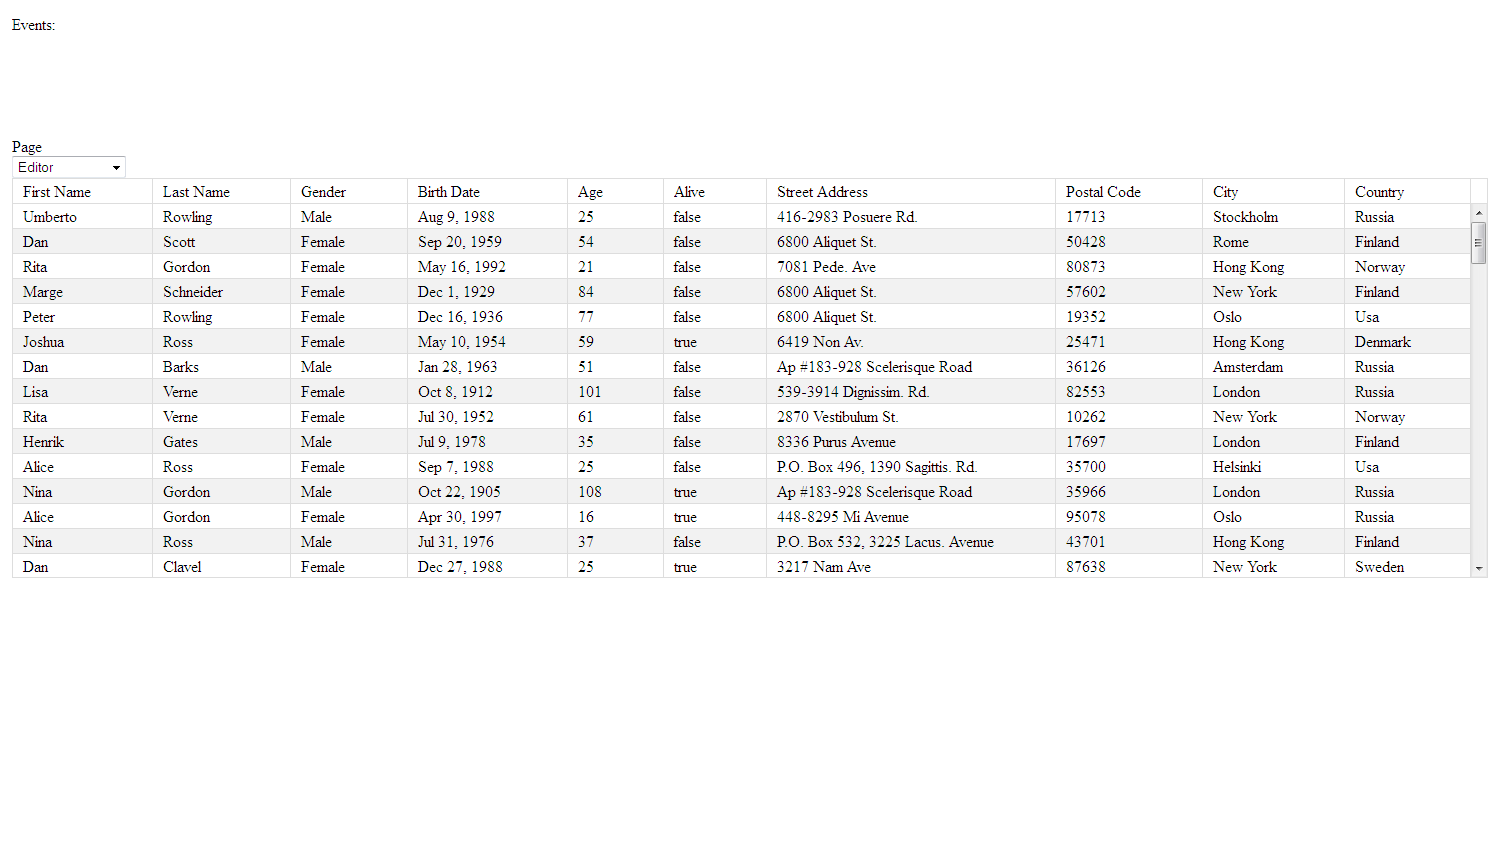 Events:
Page
Editor
First Name Last Name Gender Birth Date Age Alive Street Address Postal Code City Country
Umberto Rowling Male Aug 9, 1988 25 false 416-2983 Posuere Rd. 17713 Stockholm Russia
Dan Scott Female Sep 20, 1959 54 false 6800 Aliquet St. 50428 Rome Finland
Rita Gordon Female May 16, 1992 21 false 7081 Pede. Ave 80873 Hong Kong Norway
Marge Schneider Female Dec 1, 1929 84 false 6800 Aliquet St. 57602 New York Finland
Peter Rowling Female Dec 16, 1936 77 false 6800 Aliquet St. 19352 Oslo Usa
Joshua Ross Female May 10, 1954 59 true 6419 Non Av. 25471 Hong Kong Denmark
Dan Barks Male Jan 28, 1963 51 false Ap #183-928 Scelerisque Road 36126 Amsterdam Russia
Lisa Verne Female Oct 8, 1912 101 false 539-3914 Dignissim. Rd. 82553 London Russia
Rita Verne Female Jul 30, 1952 61 false 2870 Vestibulum St. 10262 New York Norway
Henrik Gates Male Jul 9, 1978 35 false 8336 Purus Avenue 17697 London Finland
Alice Ross Female Sep 7, 1988 25 false P.O. Box 496, 1390 Sagittis. Rd. 35700 Helsinki Usa
Nina Gordon Male Oct 22, 1905 108 true Ap #183-928 Scelerisque Road 35966 London Russia
Alice Gordon Female Apr 30, 1997 16 true 448-8295 Mi Avenue 95078 Oslo Russia
Nina Ross Male Jul 31, 1976 37 false P.O. Box 532, 3225 Lacus. Avenue 43701 Hong Kong Finland
Dan Clavel Female Dec 27, 1988 25 true 3217 Nam Ave 87638 New York Sweden